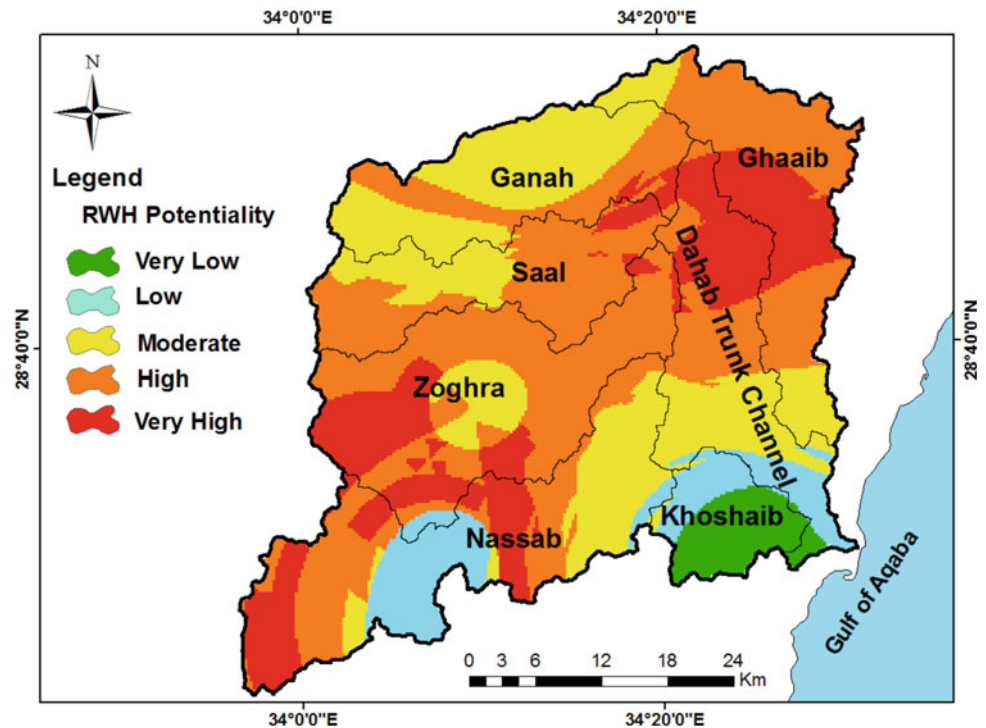 34°0'0"E
34°20'0"E
N
Legend
RWH Potentiality
Very Low
Low
Moderate
High
Very High
Ganah
Ghaaib
Saal
Dahab Trunk Channel
Zoghra
Nassab
Khoshaib
28°40'0"N
28°40'0"N
Gulf of Aqaba
0 3 6 12 18 24
Km
34°0'0"E
34°20'0"E